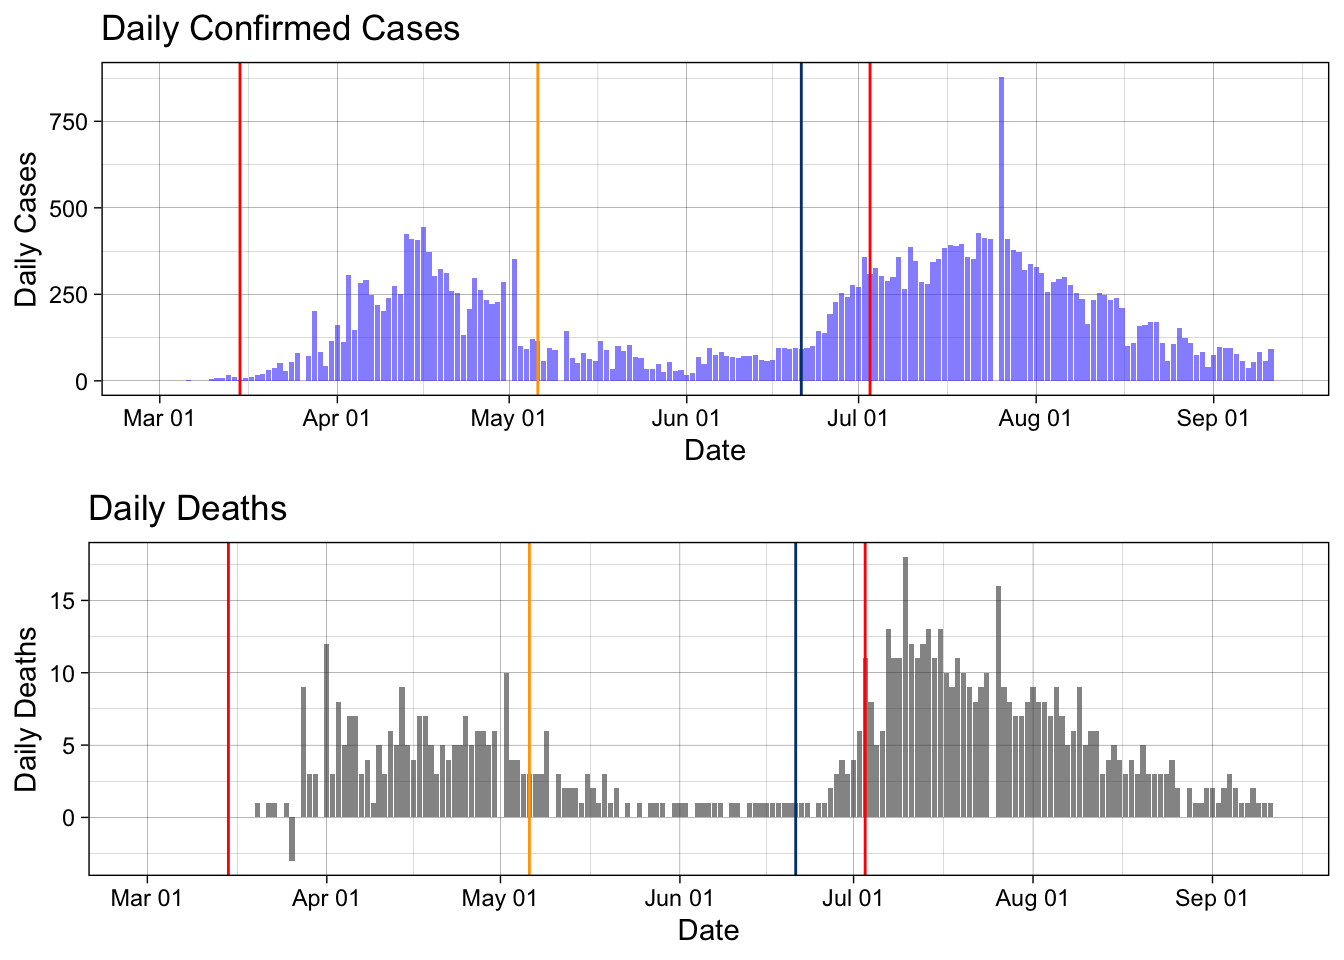 Daily Confirmed Cases
Daily Cases
750
500
250
0
Mar 01 Apr 01 May 01 Jun 01 Jul 01 Aug 01 Sep 01
Date
Daily Deaths
Daily Deaths
15
10
5
0
Mar 01 Apr 01 May 01 Jun 01 Jul 01 Aug 01 Sep 01
Date